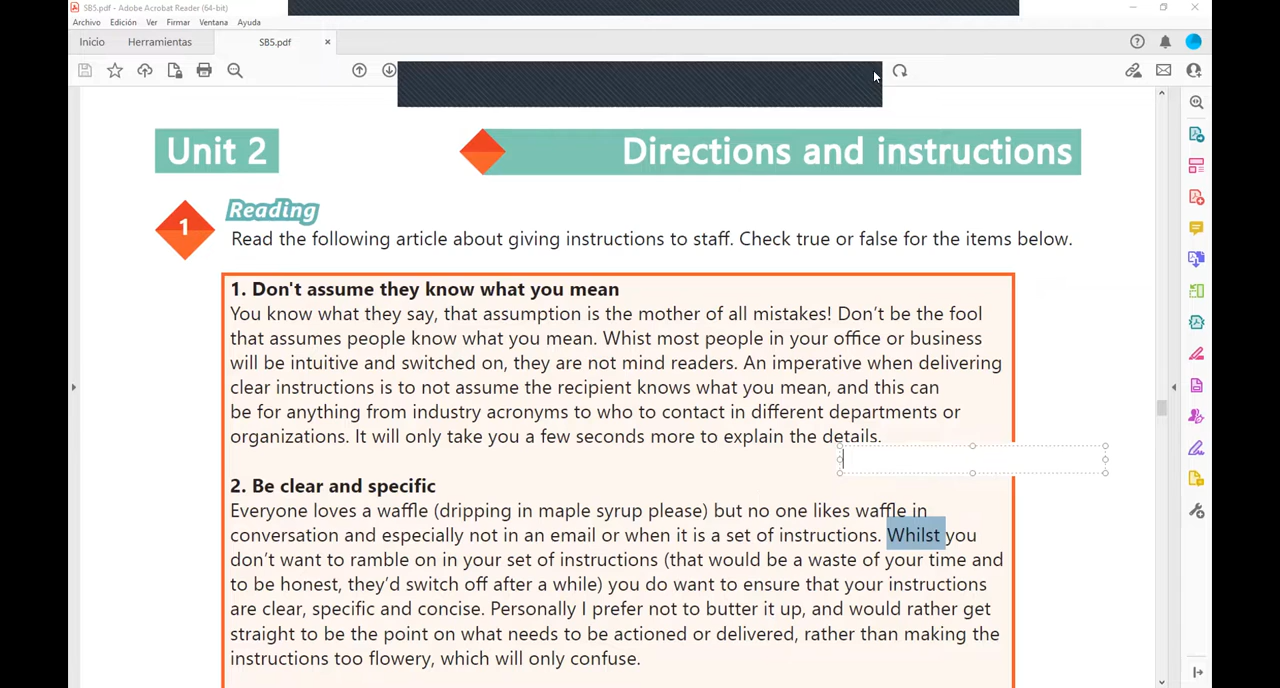 SB5.pdf - Adobe Acrobat Reader (64-bit)
Archivo Edición Ver Firmar Ventana Ayuda
Inicio Herramientas SB5.pdf
Unit 2 Directions and instructions
1 Reading
Read the following article about giving instructions to staff. Check true or false for the items below.
1. Don't assume they know what you mean
You know what they say, that assumption is the mother of all mistakes! Don't be the fool
that assumes people know what you mean. Whist most people in your office or business
will be intuitive and switched on, they are not mind readers. An imperative when delivering
clear instructions is to not assume the recipient knows what you mean, and this can
be for anything from industry acronyms to who to contact in different departments or
organizations. It will only take you a few seconds more to explain the details.
2. Be clear and specific
Everyone loves a waffle (dripping in maple syrup please) but no one likes waffle in
conversation and especially not in an email or when it is a set of instructions. Whilst you
don't want to ramble on in your set of instructions (that would be a waste of your time and
to be honest, they'd switch off after a while) you do want to ensure that your instructions
are clear, specific and concise. Personally I prefer not to butter it up, and would rather get
straight to be the point on what needs to be actioned or delivered, rather than making the
instructions too flowery, which will only confuse.